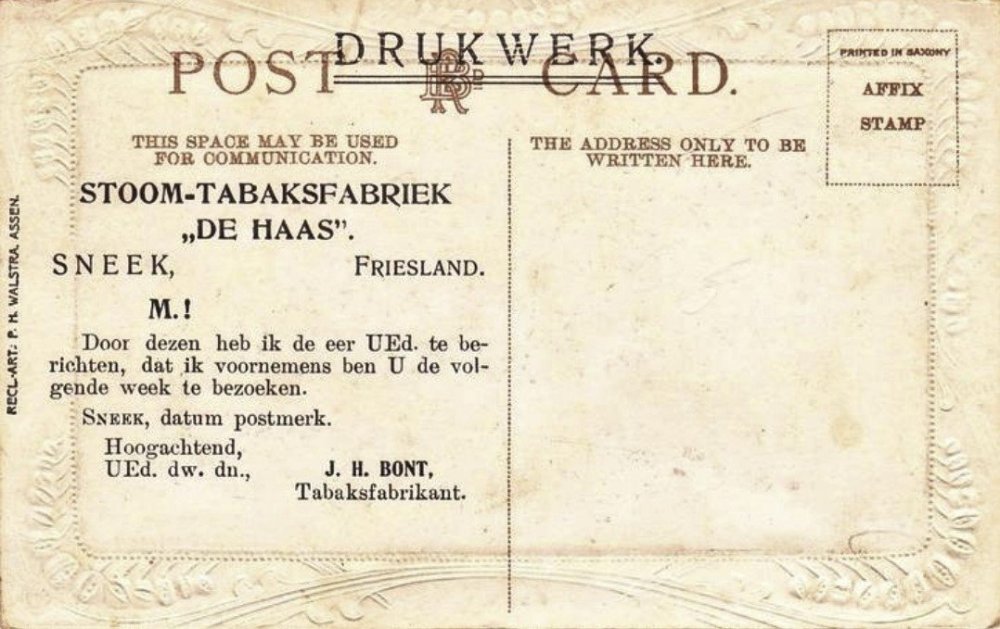 DRUKWERK.
POST CARD.
PRINTED IN SAXONY
AFFIX
STAMP
THIS SPACE MAY BE USED
FOR COMMUNICATION.
THE ADDRESS ONLY TO BE
WRITTEN HERE.
STOOM-TABAKSFABRIEK
„DE HAAS”.
SNEEK, FRIESLAND.
M.!
Door dezen heb ik de eer UEd. te be-
richten, dat ik voornemens ben U de vol-
gende week te bezoeken.
SNEEK, datum postmerk.
Hoogachtend,
UEd. dw. dn., J. H. BONT,
Tabaksfabrikant.
RECL-ART: P. H. WALSTRA, ASSEN.